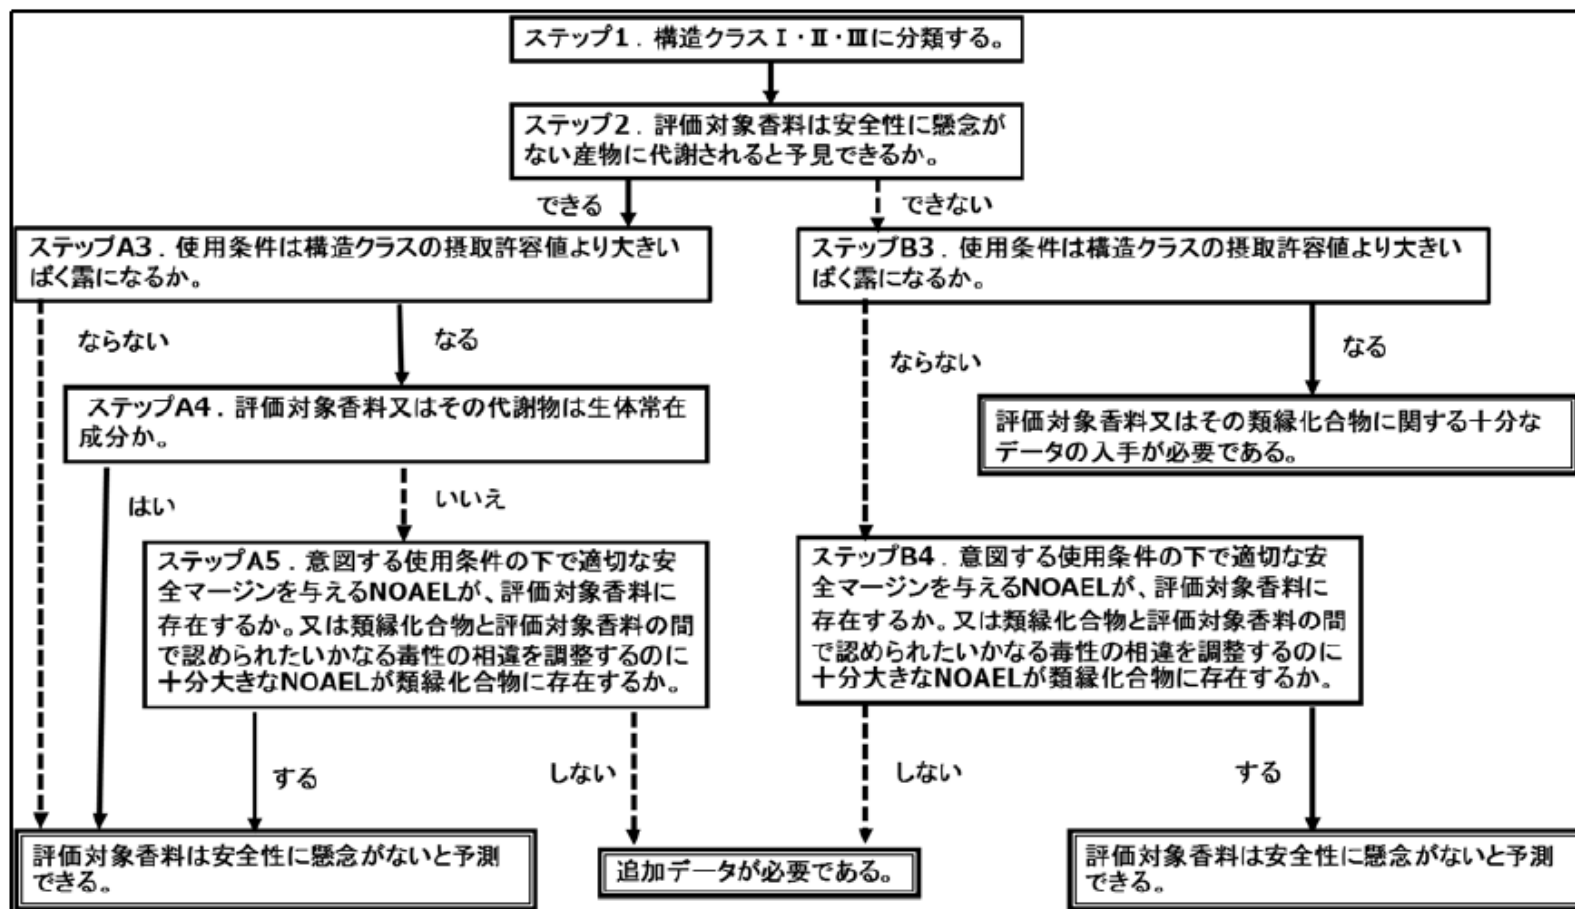 ステップ1．構造クラスⅠ・Ⅱ・Ⅲに分類する。
ステップ2．評価対象香料は安全性に懸念が
ない産物に代謝されると予見できるか。
できる
できない
ステップA3．使用条件は構造クラスの摂取許容値より大きい
ばく露になるか。
ステップB3．使用条件は構造クラスの摂取許容値より大きい
ばく露になるか。
ならない
なる
ならない
なる
ステップA4．評価対象香料又はその代謝物は生体常在
成分か。
評価対象香料又はその類縁化合物に関する十分な
データの入手が必要である。
はい
いいえ
ステップA5．意図する使用条件の下で適切な安
全マージンを与えるNOAELが、評価対象香料に
存在するか。又は類縁化合物と評価対象香料の間
で認められたいかなる毒性の相違を調整するのに
十分大きなNOAELが類縁化合物に存在するか。
ステップB4．意図する使用条件の下で適切な安
全マージンを与えるNOAELが、評価対象香料に
存在するか。又は類縁化合物と評価対象香料の間
で認められたいかなる毒性の相違を調整するのに
十分大きなNOAELが類縁化合物に存在するか。
する
しない
しない
する
評価対象香料は安全性に懸念がないと予測
できる。
追加データが必要である。
評価対象香料は安全性に懸念がないと予測
できる。